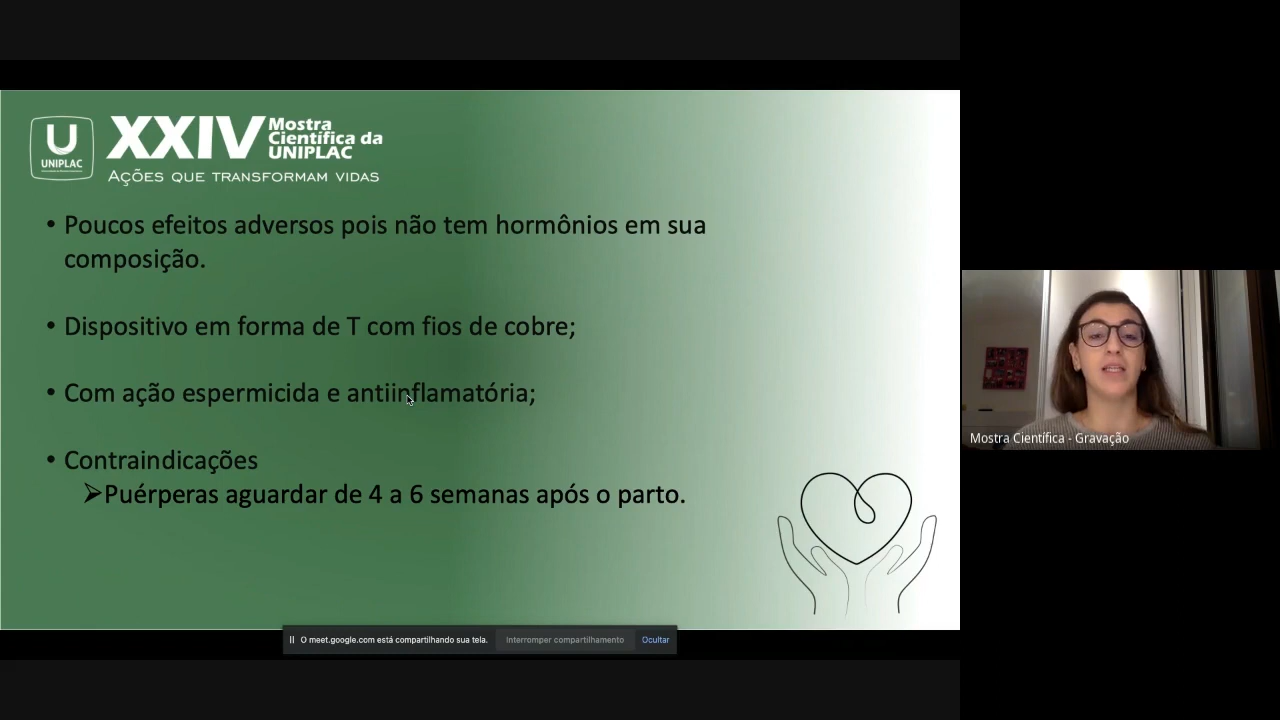 U
UNIPLAC
XXIV
Mostra
Científica da
UNIPLAC
AÇÕES QUE TRANSFORMAM VIDAS
• Poucos efeitos adversos pois não tem hormônios em sua
composição.
• Dispositivo em forma de T com fios de cobre;
• Com ação espermicida e antiinflamatória;
• Contraindicações
➢Puérperas aguardar de 4 a 6 semanas após o parto.
Mostra Científica - Gravação
O meet.google.com está compartilhando sua tela.
Interromper compartilhamento
Ocultar